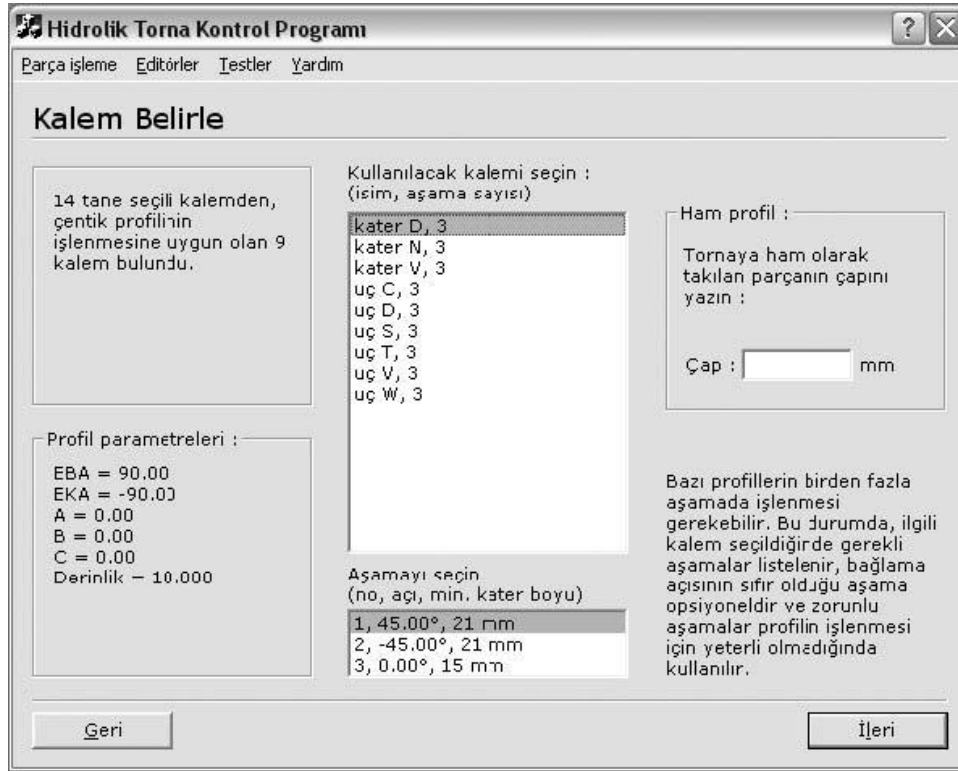 Hidrolik Torna Kontrol Programı
Parça işleme Editörler Testler Yardım
Kalem Belirle
14 tane seçili kalemden,
çentik profilinin
işlenmesine uygun olan 9
kalem bulundu.
Profil parametreleri :
EBA = 90.00
EKA = -90.00
A = 0.00
B = 0.00
C = 0.00
Derinlik = 10.000
Kullanılacak kalemi seçin :
(isim, aşama sayısı)
kater D, 3
kater N, 3
kater V, 3
uç C, 3
uç D, 3
uç S, 3
uç T, 3
uç V, 3
uç W, 3
Aşamayı seçin
(no, açı, min. kater boyu)
1, 45.00°, 21 mm
2, -45.00°, 21 mm
3, 0.00°, 15 mm
Ham profil :
Tornaya ham olarak
takılan parçanın çapını
yazın :
Çap :
mm
Bazı profillerin birden fazla
aşamada işlenmesi
gerekebilir. Bu durumda, ilgili
kalem seçildiğinde gerekli
aşamalar listelenir, bağlama
açısının sıfır olduğu aşama
opsiyoneldir ve zorunlu
aşamalar profilin işlenmesi
için yeterli olmadığında
kullanılır.
Geri
İleri